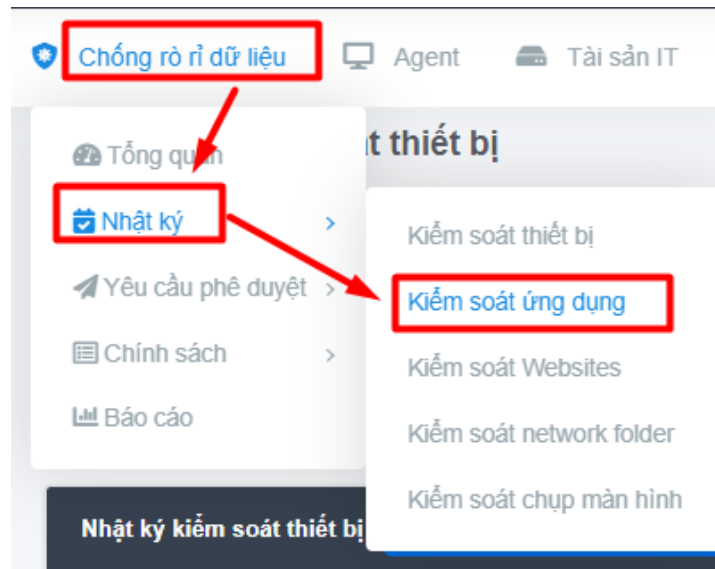 Chống rò rỉ dữ liệu Agent Tài sản IT
Tổng quan
t thiết bị
Nhật ký
Yêu cầu phê duyệt
Chính sách
Báo cáo
Kiểm soát thiết bị
Kiểm soát ứng dụng
Kiểm soát Websites
Kiểm soát network folder
Kiểm soát chụp màn hình
Nhật ký kiểm soát thiết bị